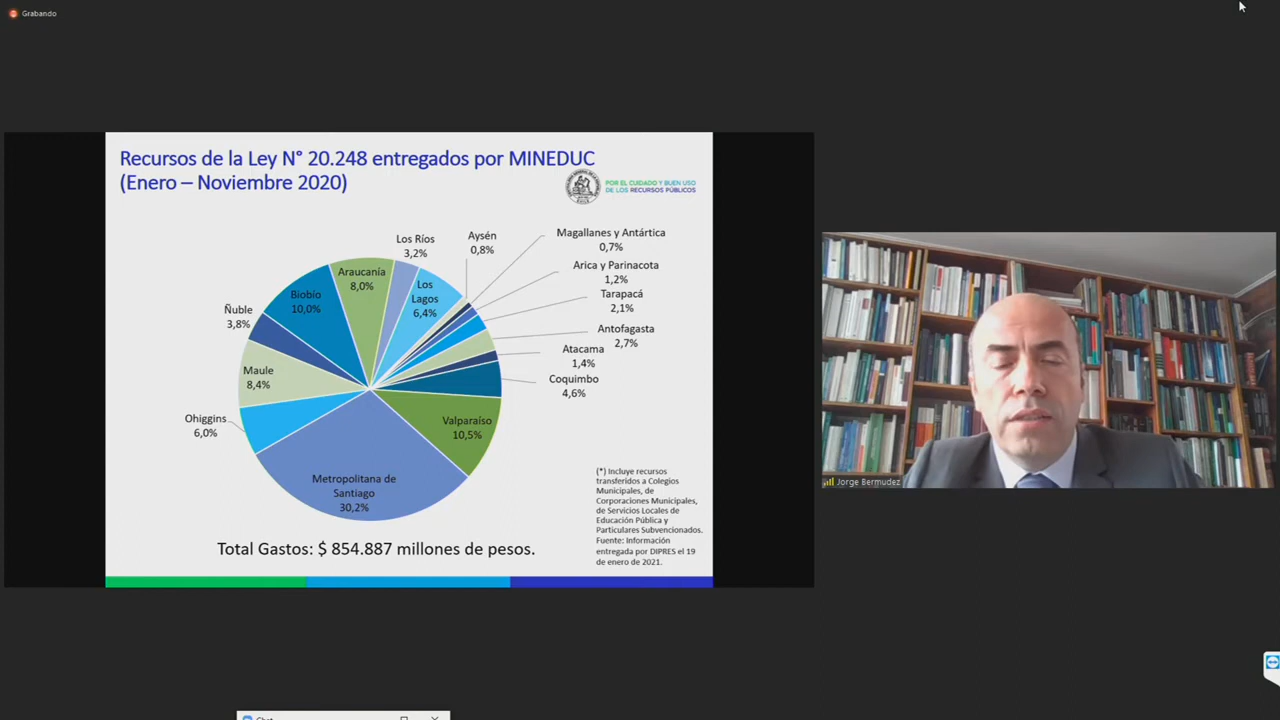 Grabando
Recursos de la Ley N° 20.248 entregados por MINEDUC
(Enero – Noviembre 2020)
POR EL CUIDADO Y BUEN USO
DE LOS RECURSOS PÚBLICOS
Magallanes y Antártica
0,7%
Aysén
0,8%
Los Ríos
3,2%
Arica y Parinacota
1,2%
Araucanía
8,0%
Los
Lagos
6,4%
Tarapacá
2,1%
Biobío
10,0%
Ñuble
3,8%
Antofagasta
2,7%
Atacama
1,4%
Maule
8,4%
Coquimbo
4,6%
Ohiggins
6,0%
Valparaíso
10,5%
Metropolitana de
Santiago
30,2%
(*) Incluye recursos
transferidos a Colegios
Municipales, de
Corporaciones Municipales,
de Servicios Locales de
Educación Pública y
Particulares Subvencionados.
Fuente: Información
entregada por DIPRES el 19
de enero de 2021.
Total Gastos: $ 854.887 millones de pesos.
Jorge Bermudez